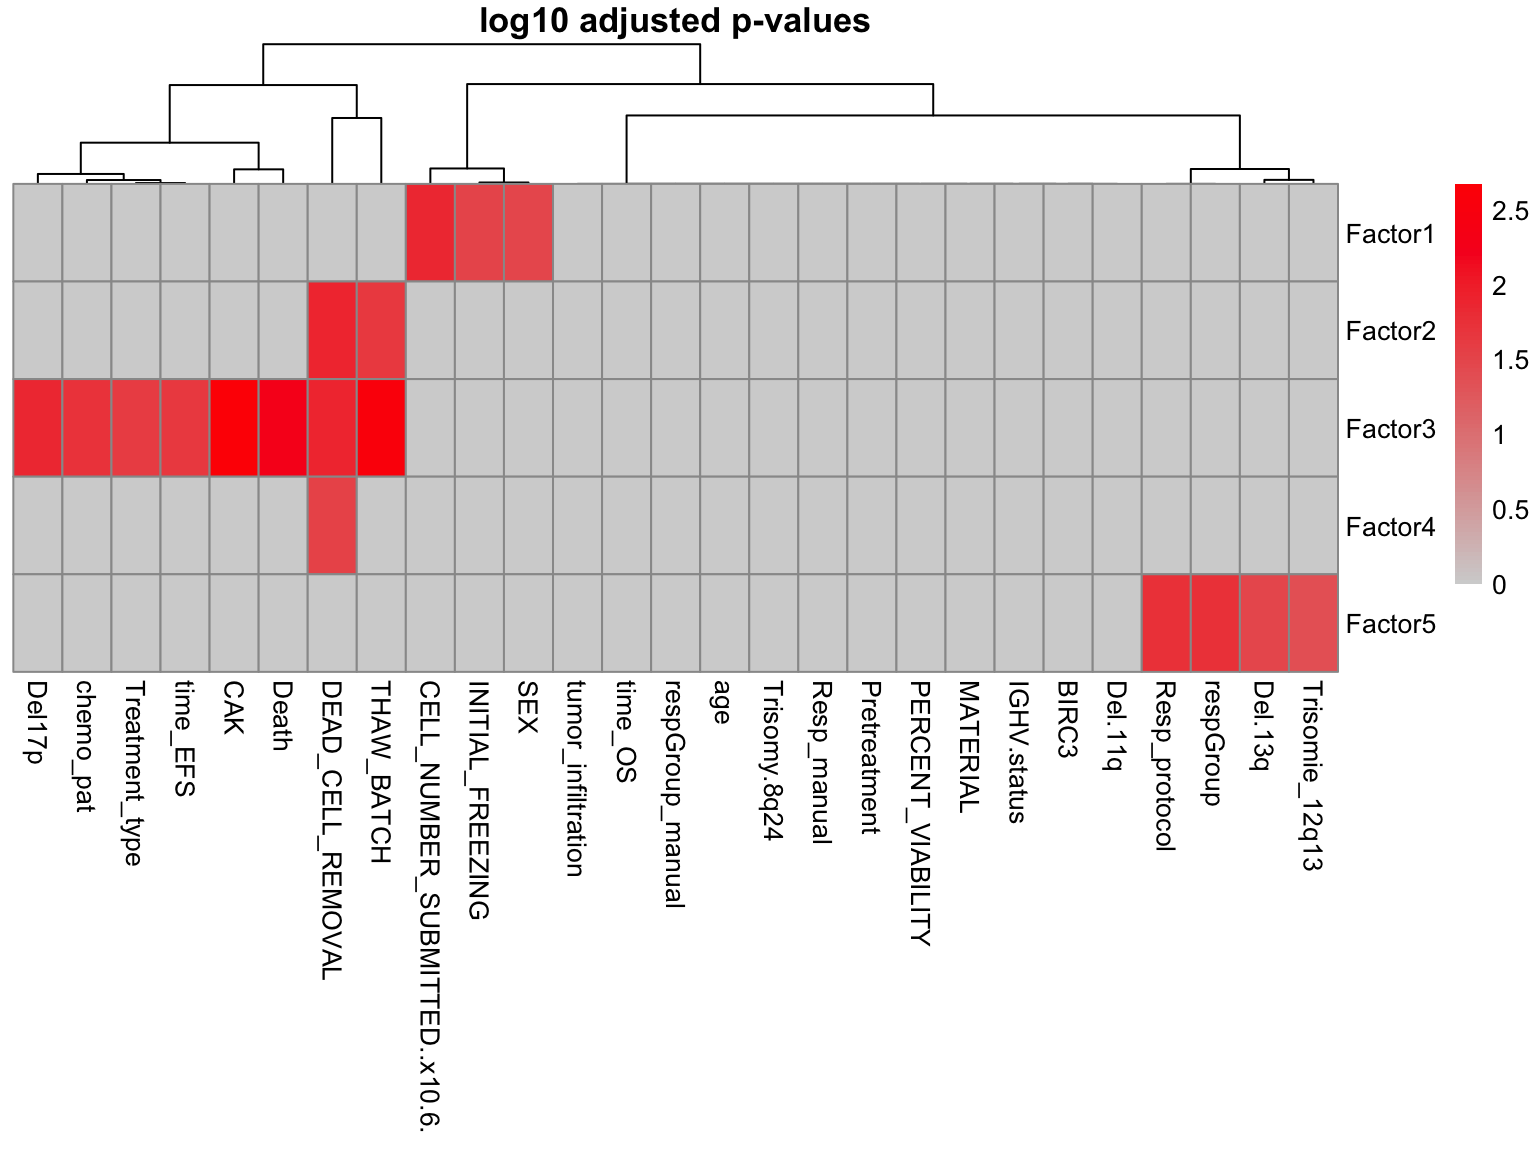 log10 adjusted p-values
2.5
2
1.5
1
0.5
0
Factor1
Factor2
Factor3
Factor4
Factor5
Del17p
chemo_pat
Treatment_type
time_EFS
CAK
Death
DEAD_CELL_REMOVAL
THAW_BATCH
CELL_NUMBER_SUBMITTED..x10.6.
INITIAL_FREEZING
SEX
tumor_infiltration
time_OS
respGroup_manual
age
Trisomy.8q24
Resp_manual
Pretreatment
PERCENT_VIABILITY
MATERIAL
IGHV.status
BIRC3
Del.11q
Resp_protocol
respGroup
Del.13q
Trisomie_12q13